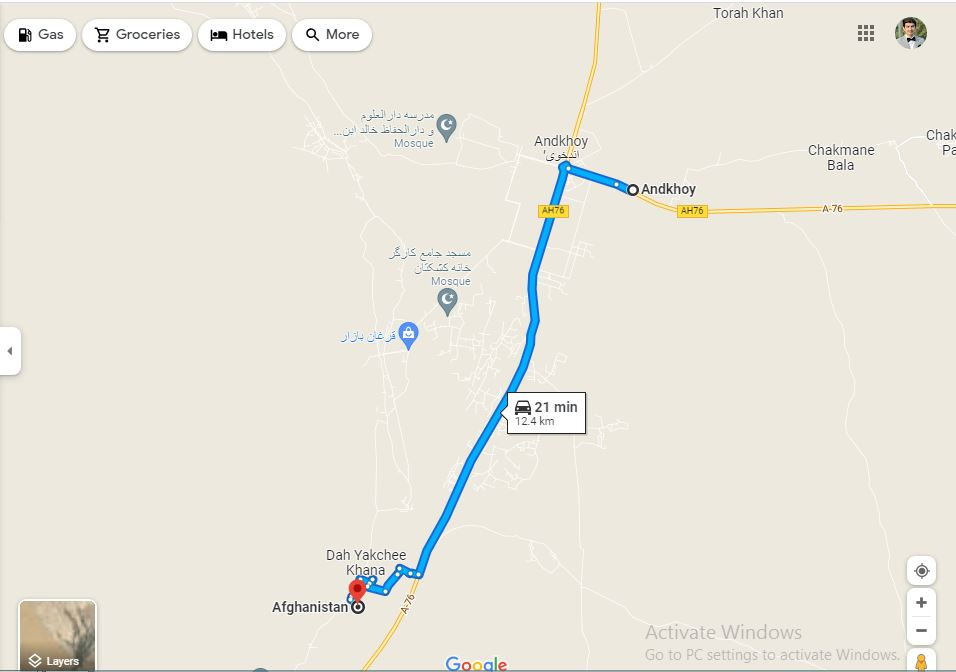 Gas
Groceries
Hotels
More
Torah Khan
مدرسه دارالعلوم
و دارالحفاظ خالد ابن...
Mosque
Andkhoy
اندخوی'
Chakmane
Bala
Chak
Pa
Andkhoy
AH76
AH76
A-76
مسجد جامع کارگر
خانه کشکتان
Mosque
قرغان بازار
21 min
12.4 km
Dah Yakchee
Khana
Afghanistan
A-76
Layers
Google
Activate Windows
Go to PC settings to activate Windows.